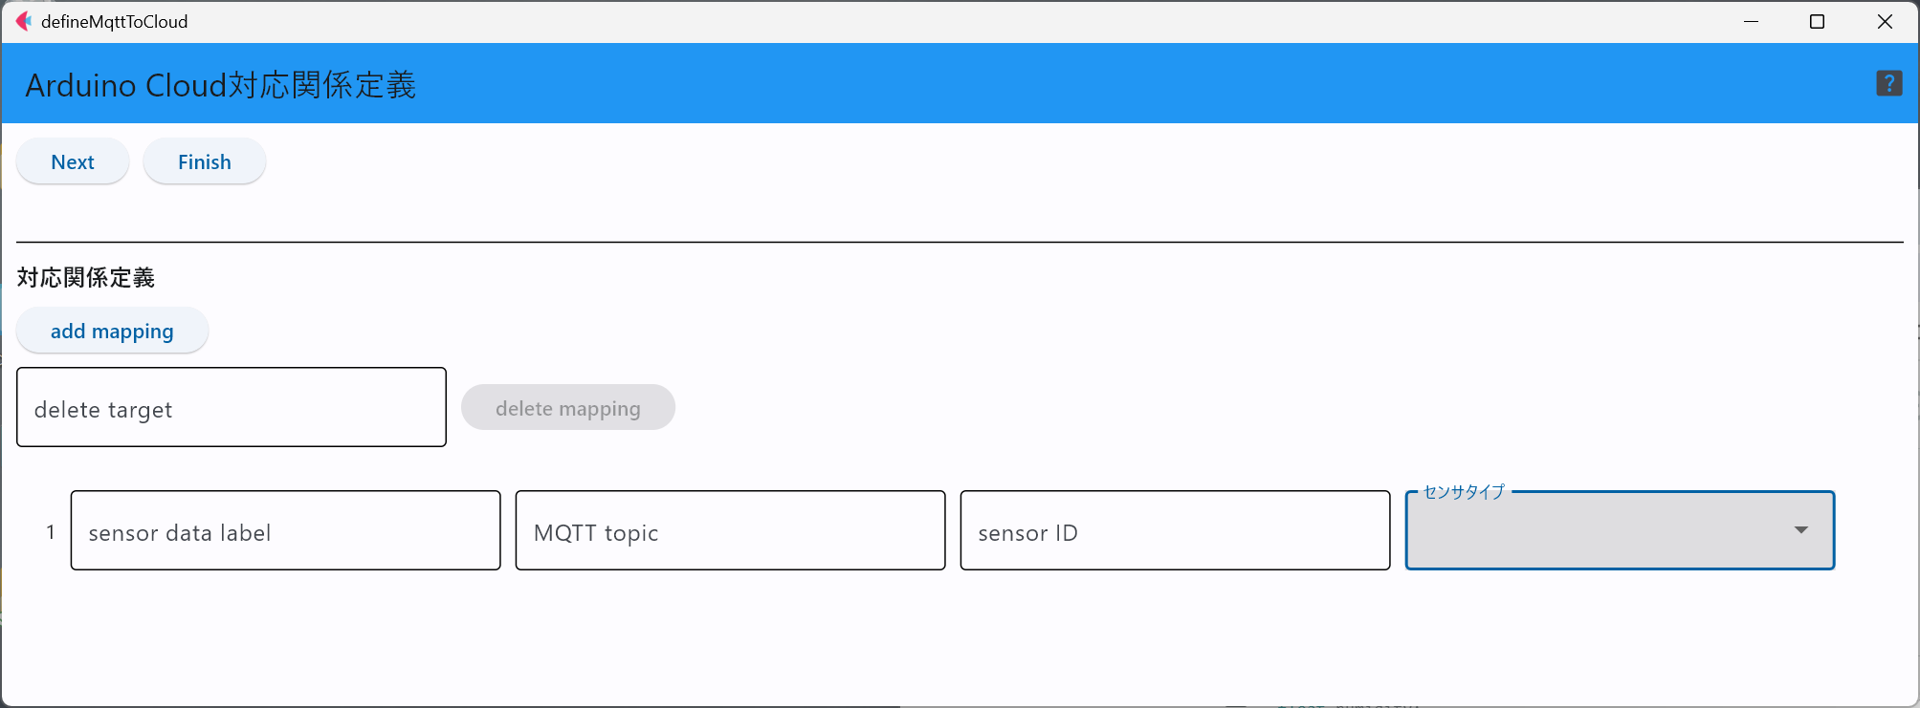 defineMqttToCloud
Arduino Cloud対応関係定義
Next Finish
対応関係定義
add mapping
delete target delete mapping
センサタイプ
1 sensor data label MQTT topic sensor ID